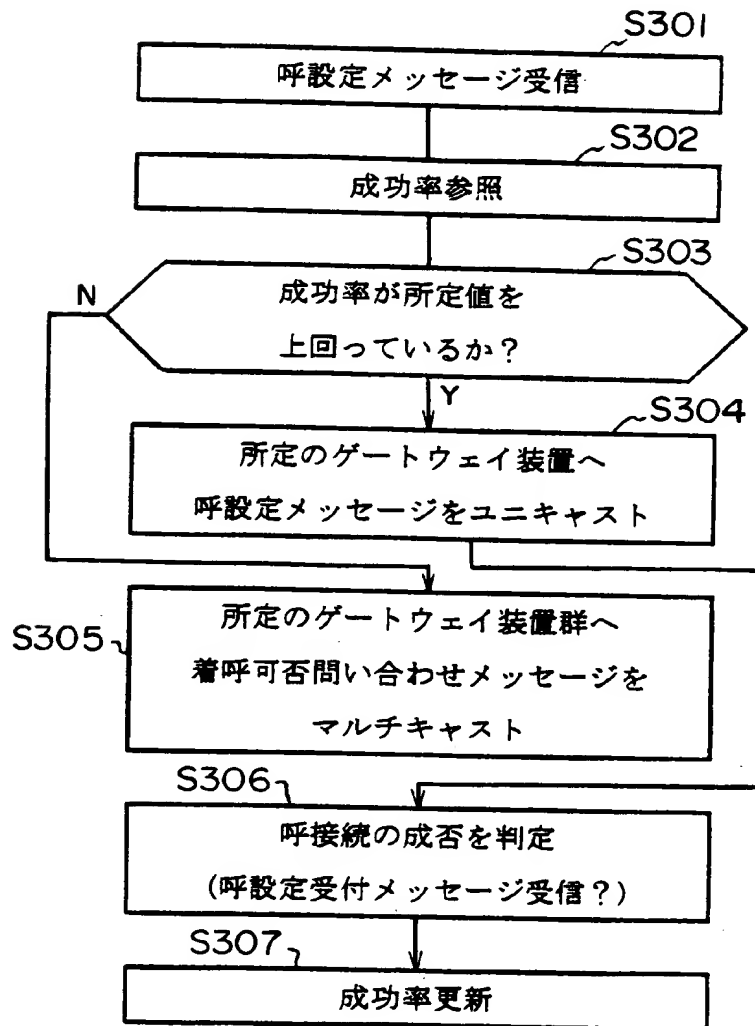 S301
呼設定メッセージ受信
S302
成功率参照
S303
N
成功率が所定値を
上回っているか？
Y
S304
所定のゲートウェイ装置へ
呼設定メッセージをユニキャスト
S305
所定のゲートウェイ装置群へ
着呼可否問い合わせメッセージを
マルチキャスト
S306
呼接続の成否を判定
(呼設定受付メッセージ受信？)
S307
成功率更新